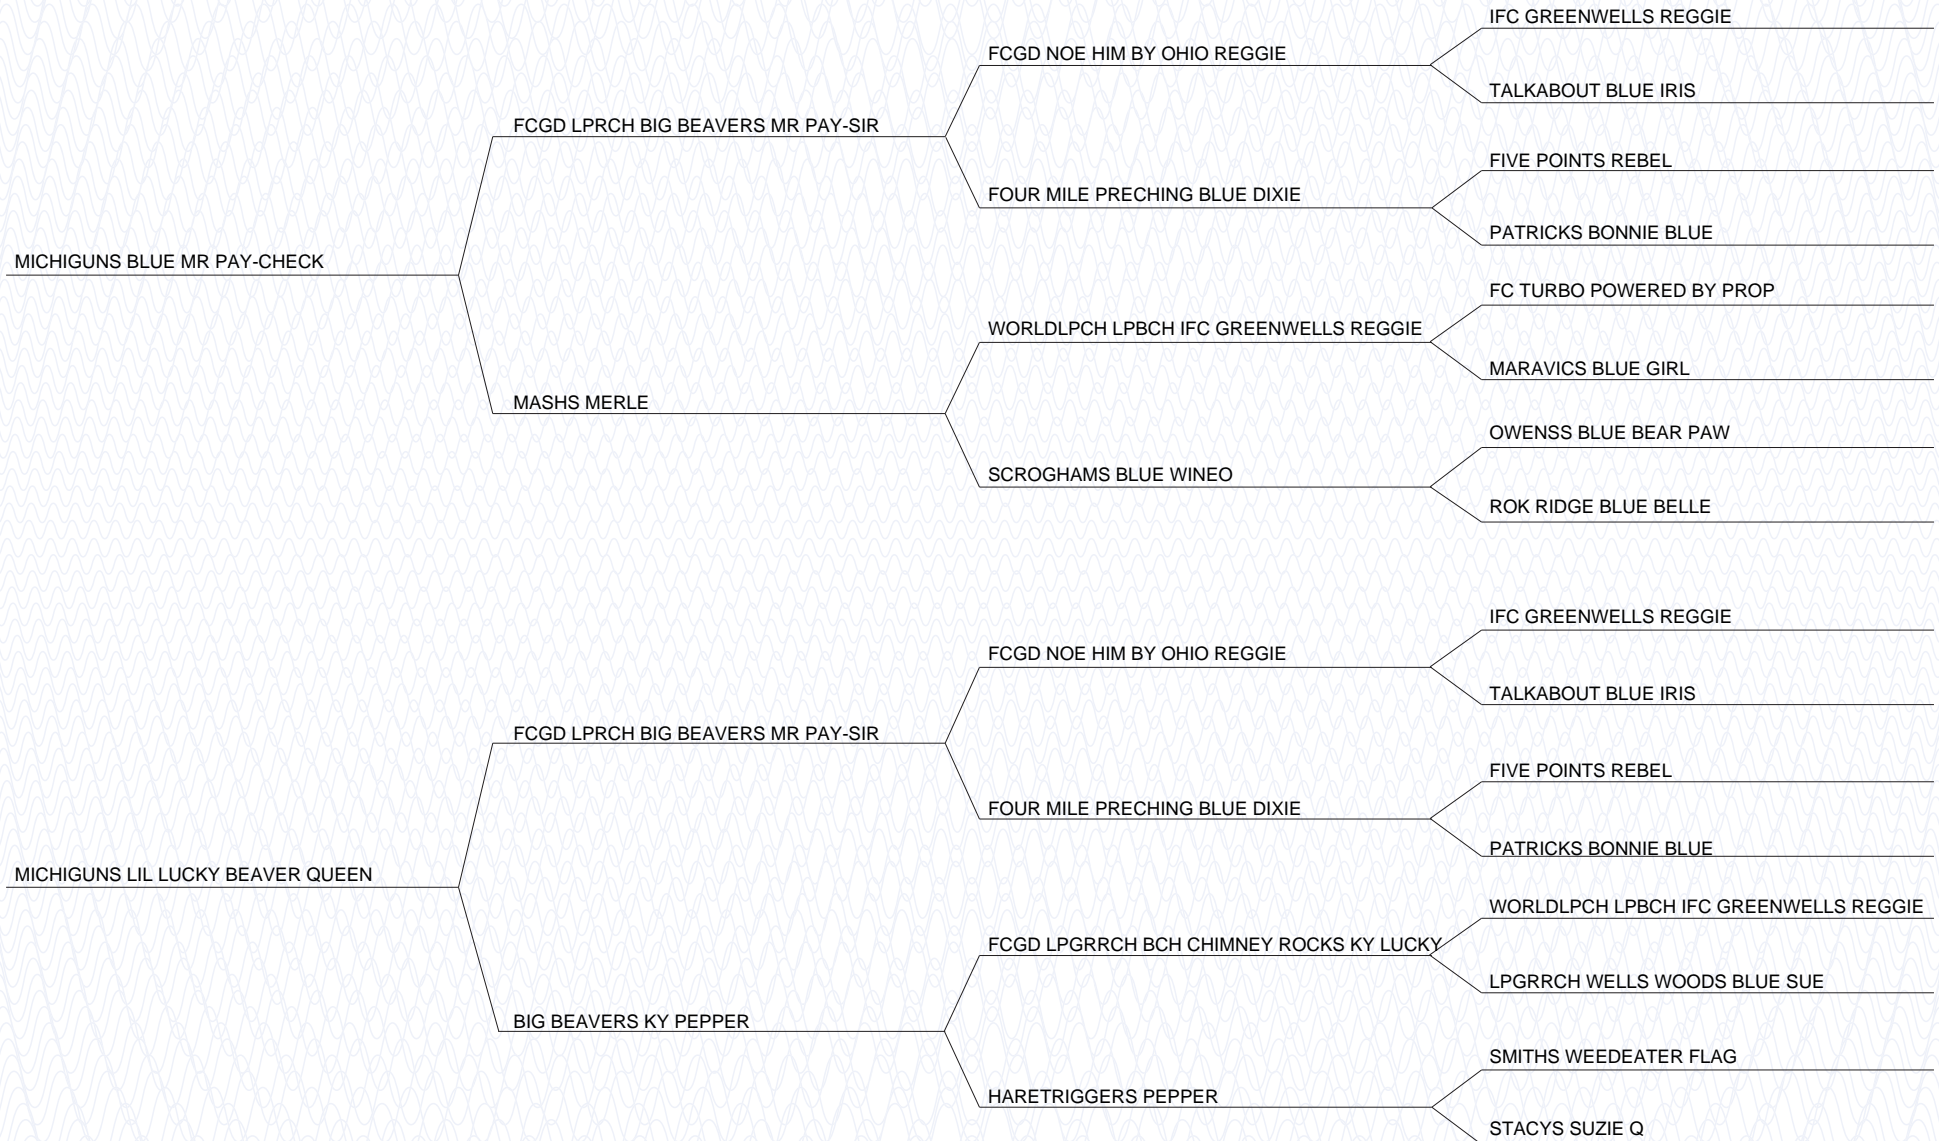 IFC GREENWELLS REGGIE
FCGD NOE HIM BY OHIO REGGIE
TALKABOUT BLUE IRIS
FCGD LPRCH BIG BEAVERS MR PAY-SIR
FIVE POINTS REBEL
FOUR MILE PRECHING BLUE DIXIE
PATRICKS BONNIE BLUE
MICHIGUNS BLUE MR PAY-CHECK
FC TURBO POWERED BY PROP
WORLDLPCH LPBCH IFC GREENWELLS REGGIE
MARAVICS BLUE GIRL
MASHS MERLE
OWENSS BLUE BEAR PAW
SCROGHAMS BLUE WINEO
ROK RIDGE BLUE BELLE
IFC GREENWELLS REGGIE
FCGD NOE HIM BY OHIO REGGIE
TALKABOUT BLUE IRIS
FCGD LPRCH BIG BEAVERS MR PAY-SIR
FIVE POINTS REBEL
FOUR MILE PRECHING BLUE DIXIE
PATRICKS BONNIE BLUE
MICHIGUNS LIL LUCKY BEAVER QUEEN
WORLDLPCH LPBCH IFC GREENWELLS REGGIE
FCGD LPGRRCH BCH CHIMNEY ROCKS KY LUCKY
LPGRRCH WELLS WOODS BLUE SUE
BIG BEAVERS KY PEPPER
SMITHS WEEDEATER FLAG
HARETRIGGERS PEPPER
STACYS SUZIE Q